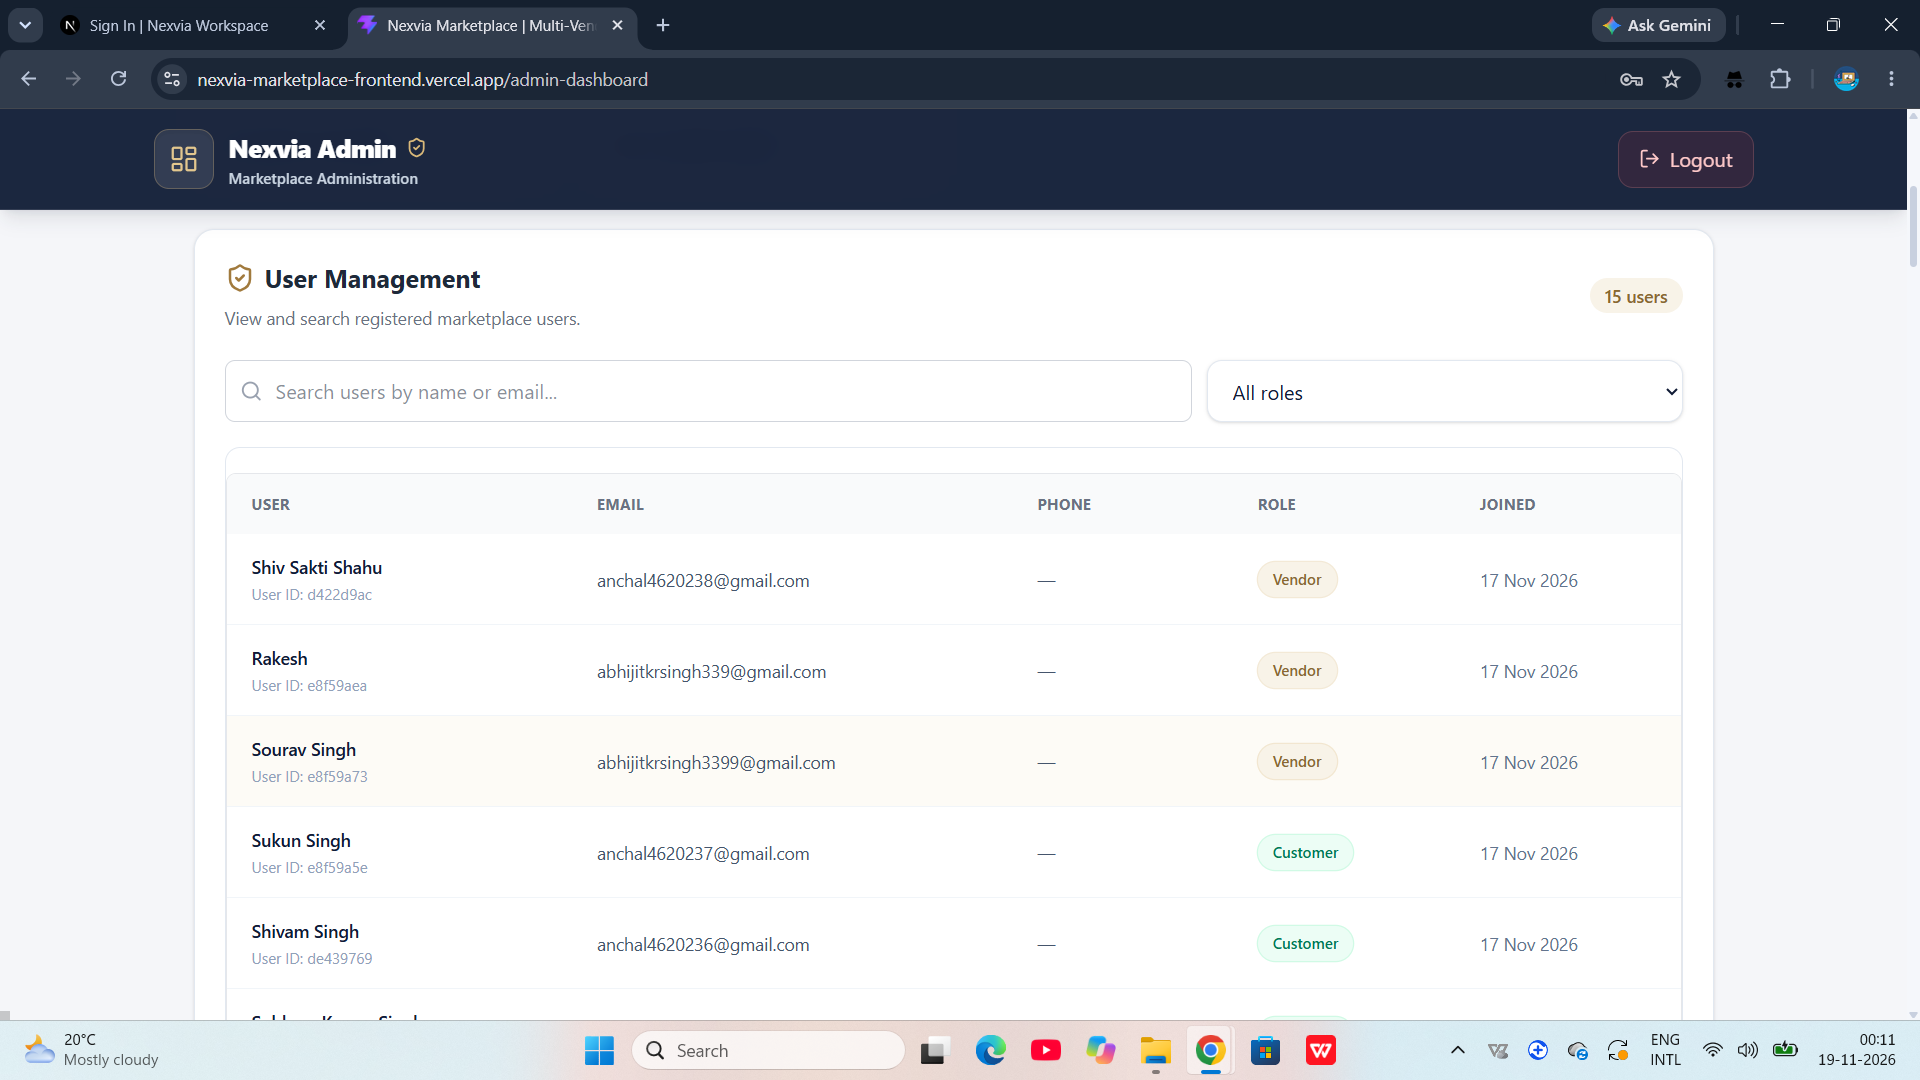 Sign In | Nexvia Workspace
Nexvia Marketplace | Multi-Ven
Ask Gemini
nexvia-marketplace-frontend.vercel.app/admin-dashboard
Nexvia Admin
Marketplace Administration
Logout
User Management
View and search registered marketplace users.
15 users
Search users by name or email...
All roles
USER EMAIL PHONE ROLE JOINED
Shiv Sakti Shahu
User ID: d422d9ac
anchal4620238@gmail.com — Vendor 17 Nov 2026
Rakesh
User ID: e8f59aea
abhijitkrsingh339@gmail.com — Vendor 17 Nov 2026
Sourav Singh
User ID: e8f59a73
abhijitkrsingh3399@gmail.com — Vendor 17 Nov 2026
Sukun Singh
User ID: e8f59a5e
anchal4620237@gmail.com — Customer 17 Nov 2026
Shivam Singh
User ID: de439769
anchal4620236@gmail.com — Customer 17 Nov 2026
20°C
Mostly cloudy
Search
ENG
INTL
00:11
19-11-2026